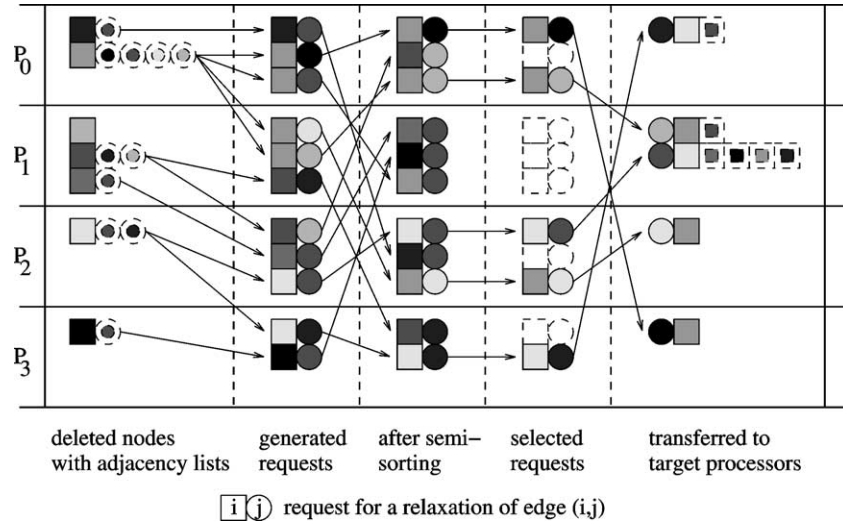 P0
P1
P2
P3
deleted nodes
with adjacency lists
generated
requests
after semi-
sorting
selected
requests
transferred to
target processors
i j request for a relaxation of edge (i,j)